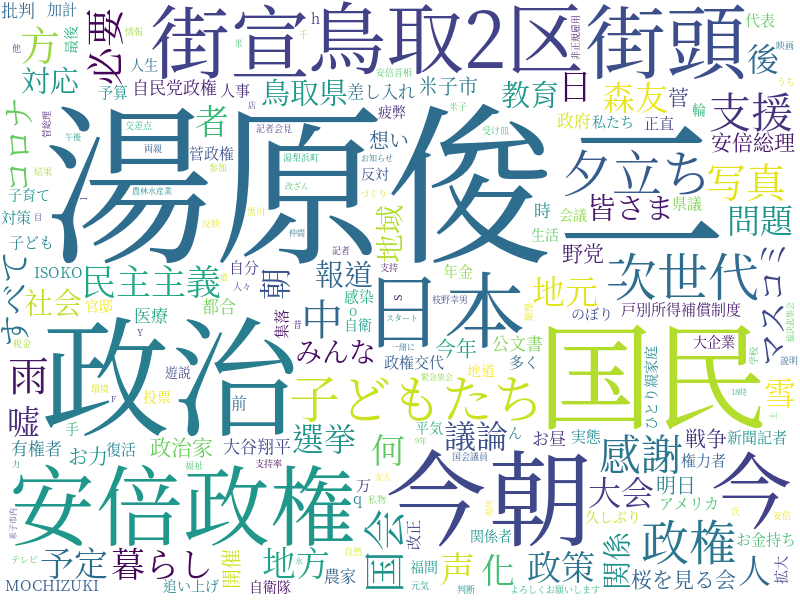 批判 加計
街宣 鳥取2区 街頭
必要
方
対応
最後
他
人生
予算
自民党政権 人事
鳥取県 差し入れ
米子市
疲弊
教育
日
森友 菅
後
代表
支援
安倍総理
政府 私たち 正直
輪
非正規雇用
映画
安倍首相
情報
コロナ
者
菅政権
想い
反対
湯原俊二
夕立ち
写真
皆さま
県議
会議
時
生活
問題
野党
地域
記者会見
交差点
両親
農林水産業
湯梨浜町
お知らせ
改ざん
受け皿
子育て
対策
子ども
結果
すべて
ISOKO
民主主義
社会
官邸
医療
都合
自分
人々
集落
朝
報道
中
感染
自衛
日本
年金
枝野幸男
次世代
地元
のぼり
戸別所得補償制度
マスコミ
政治
国民
みんな
政権交代
今年
公文書
多く
大企業
ひとり親家庭
雨
嘘
投票
遊説
前
手
子どもたち
緊急集会
地道
一緒に
スタート
雪
18時
説明
有権者
お力
復活
政治家
大谷翔平
選挙
何
議論
平気
9年
国会議員
お昼
実態
感謝
戦争
新聞記者
権力者
安倍政権
支持率
福祉
今朝
今
大会
明日
アメリカ
久しぶり
お金持ち
予定
暮らし
地方
開催
国会
万
改正
私物
友人
関係者
声
化
政策
関係
政権
桜を見る会
人
拡大
MOCHIZUKI
追い上げ
自衛隊
農家
福間
元気
判断
よろしくお願いします
テレビ
米子市内